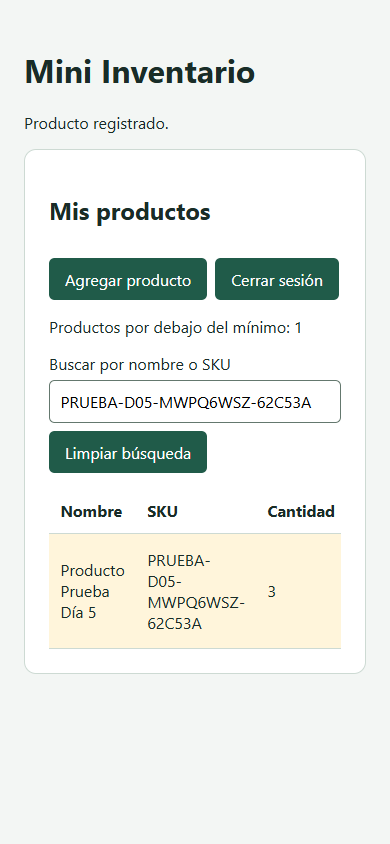 Mini Inventario
Producto registrado.
Mis productos
Agregar producto
Cerrar sesión
Productos por debajo del mínimo: 1
Buscar por nombre o SKU
PRUEBA-D05-MWPQ6WSZ-62C53A
Limpiar búsqueda
Nombre SKU Cantidad
Producto
Prueba
Día 5
PRUEBA-
D05-
MWPQ6WSZ-
62C53A
3